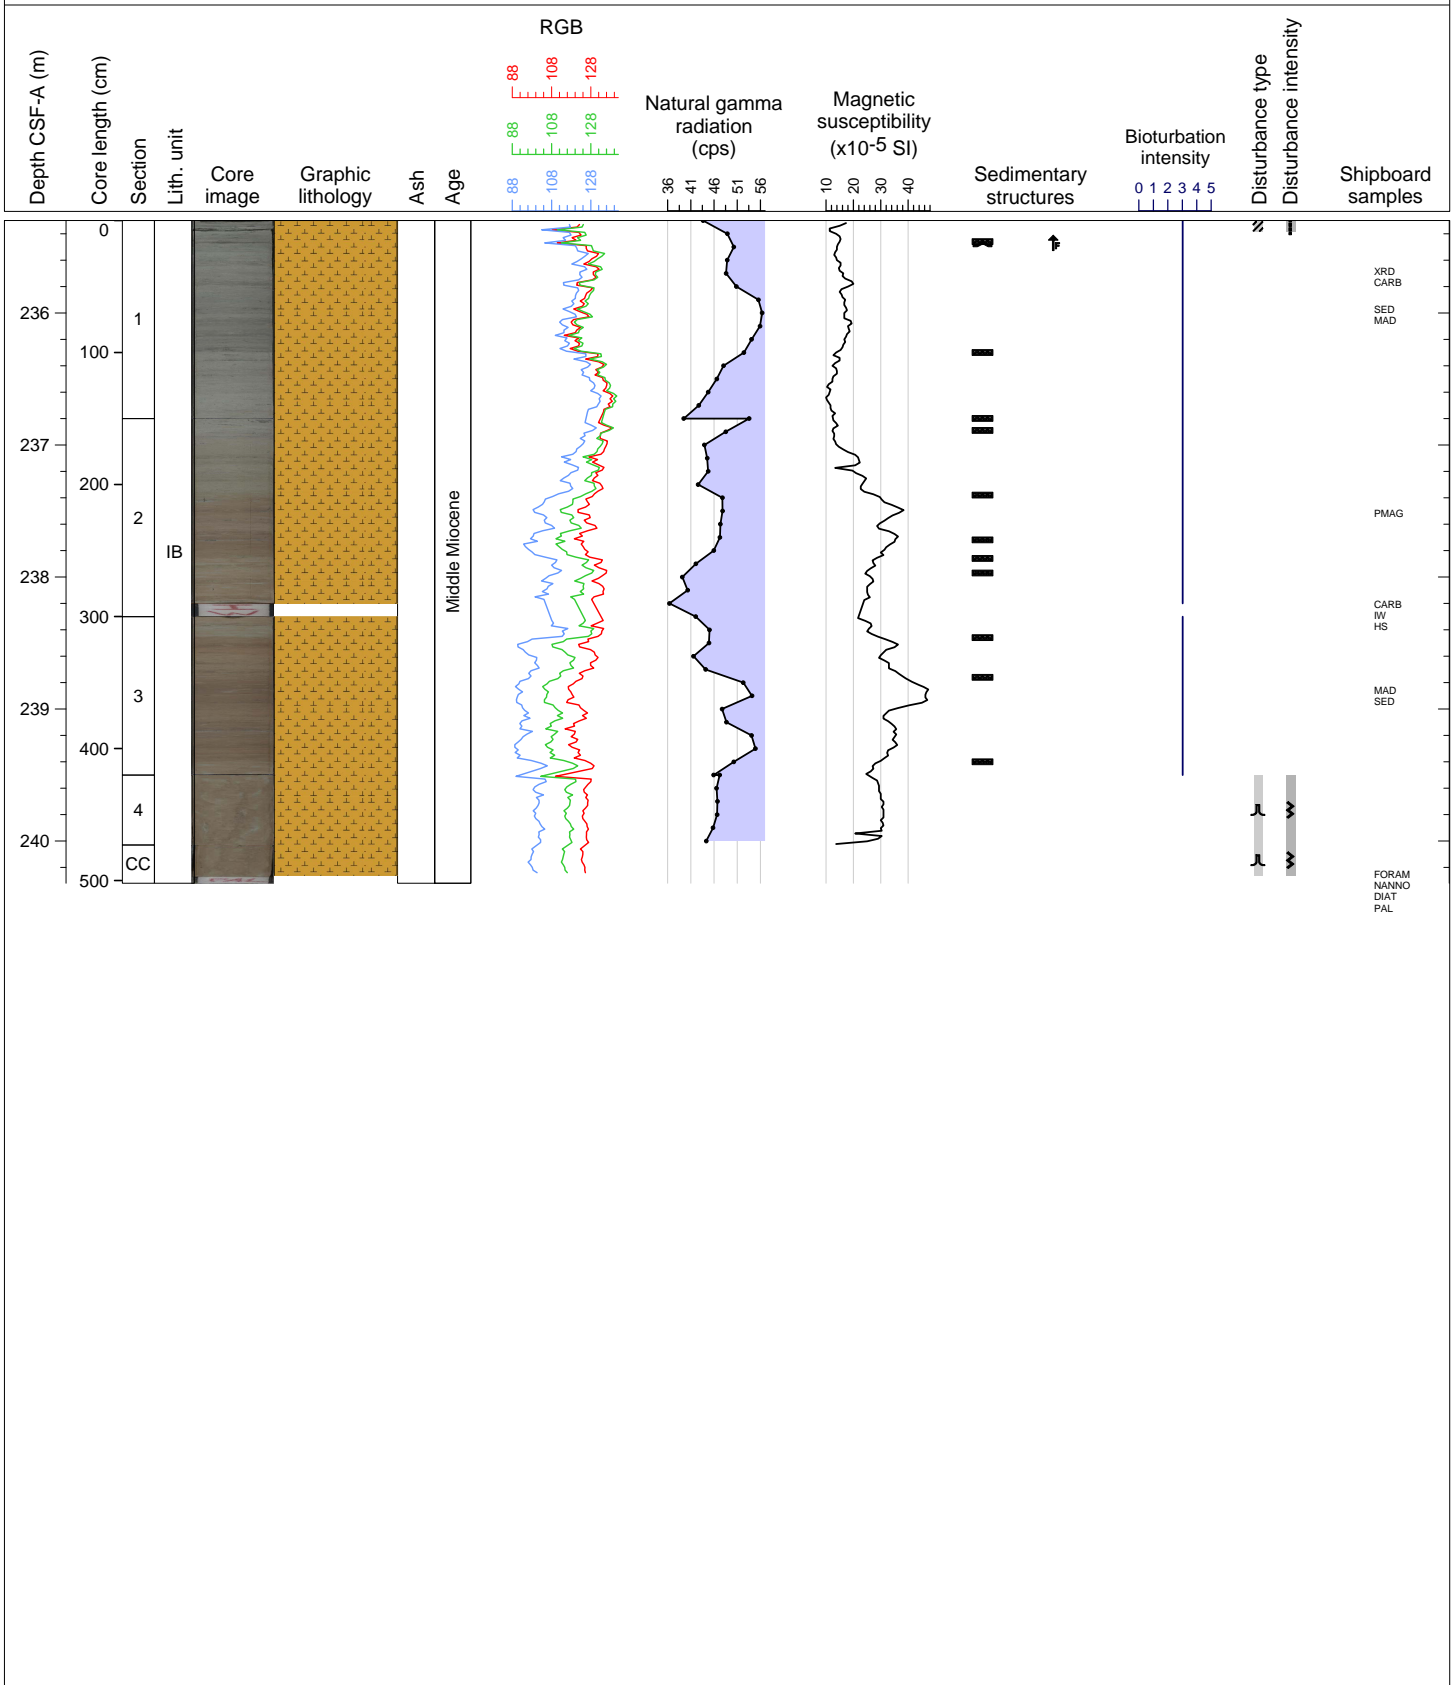 Depth CSF-A (m)
Core length (cm)
Section
Lith. unit
Core
image
Graphic
lithology
Ash
Age
RGB
88 108 128
88 108 128
88 108 128
Natural gamma
radiation
(cps)
36 41 46 51 56
Magnetic
susceptibility
(x10-5 SI)
10 20 30 40
Sedimentary
structures
Bioturbation
intensity
0 1 2 3 4 5
Disturbance type
Disturbance intensity
Shipboard
samples
236
237
238
239
240
0
100
200
300
400
500
1
2
3
4
CC
IB
Middle Miocene
XRD
CARB
SED
MAD
PMAG
CARB
IW
HS
MAD
SED
FORAM
NANNO
DIAT
PAL